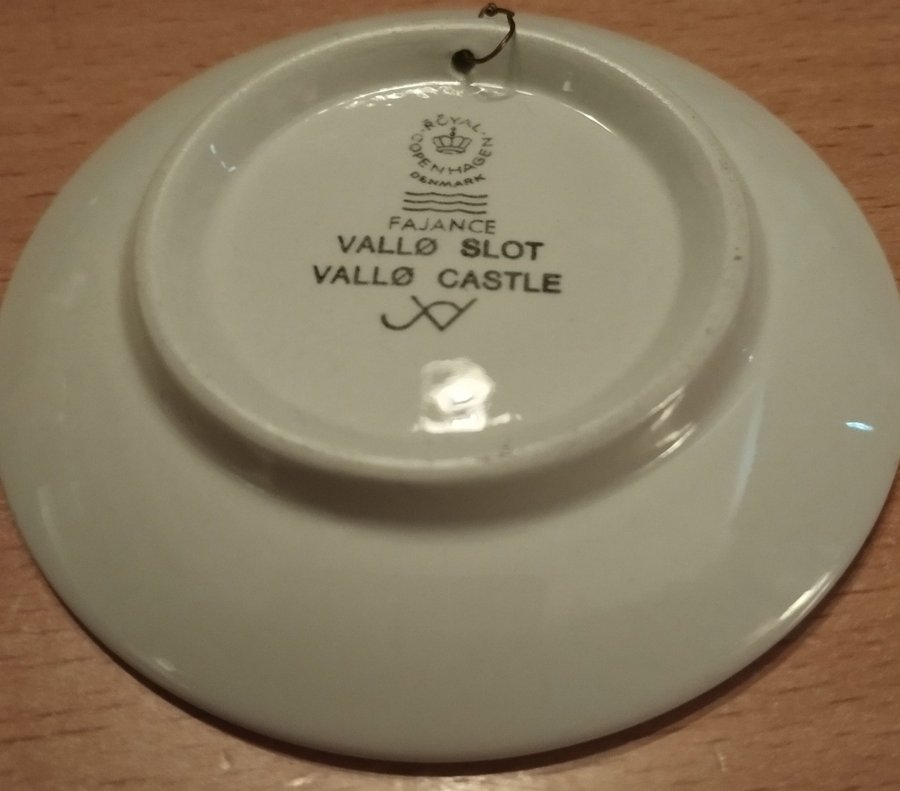 ROYAL
COPENHAGEN
DENMARK
FAJANCE
VALLØ SLOT
VALLØ CASTLE